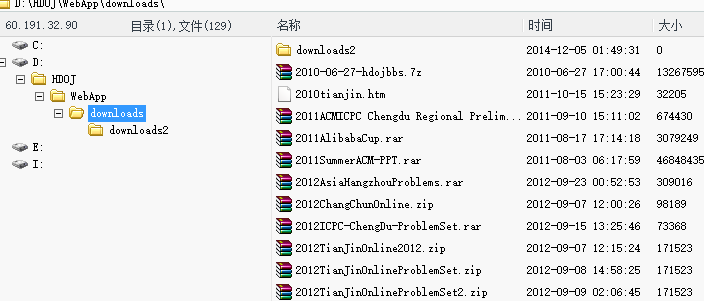 D:\HDOJ\WebApp\downloads\
60.191.32.90 目录(1),文件(129) 名称 时间 大小
C:
D:
HDOJ
WebApp
downloads
downloads2
E:
I:
downloads2 2014-12-05 01:49:31 0
2010-06-27-hdojbbs.7z 2010-06-27 17:00:44 13267595
2010tianjin.htm 2011-10-15 15:23:29 32205
2011ACMICPC Chengdu Regional Prelim... 2011-09-10 15:11:02 674430
2011AlibabaCup.rar 2011-08-17 17:14:18 3079249
2011SummerACM-PPT.rar 2011-08-03 06:17:59 46848435
2012AsiaHangzhouProblems.rar 2012-09-23 00:52:53 309016
2012ChangChunOnline.zip 2012-09-07 12:00:26 98189
2012ICPC-ChengDu-ProblemSet.rar 2012-09-15 13:25:46 73368
2012TianJinOnline2012.zip 2012-09-07 12:15:24 171523
2012TianJinOnlineProblemSet.zip 2012-09-08 14:58:25 171523
2012TianJinOnlineProblemSet2.zip 2012-09-09 02:06:45 171523